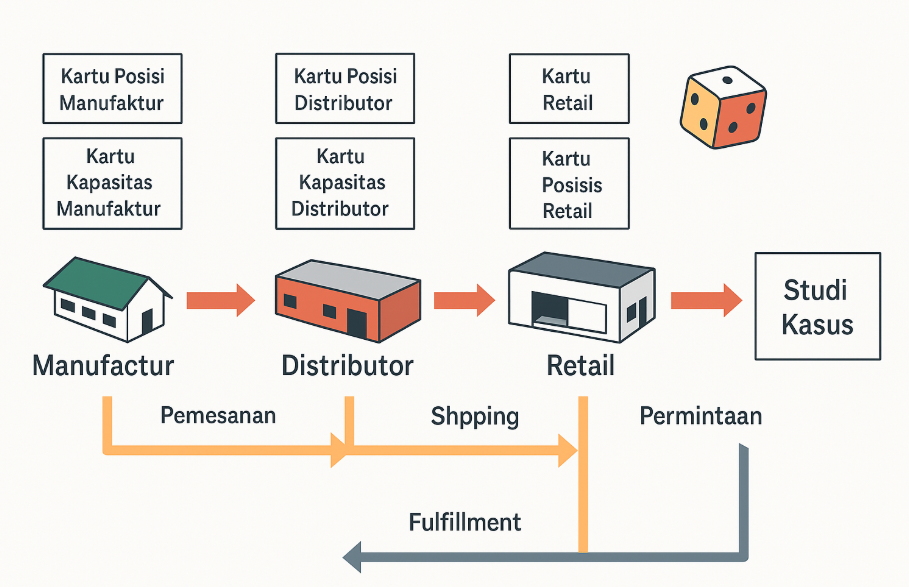 Kartu Posisi
Manufaktur
Kartu Posisi
Distributor
Kartu
Retail
Kartu
Kapasitas
Manufaktur
Kartu
Kapasitas
Distributor
Kartu
Posisis
Retail
Studi
Kasus
Manufactur
Distributor
Retail
Pemesanan
Shpping
Permintaan
Fulfillment